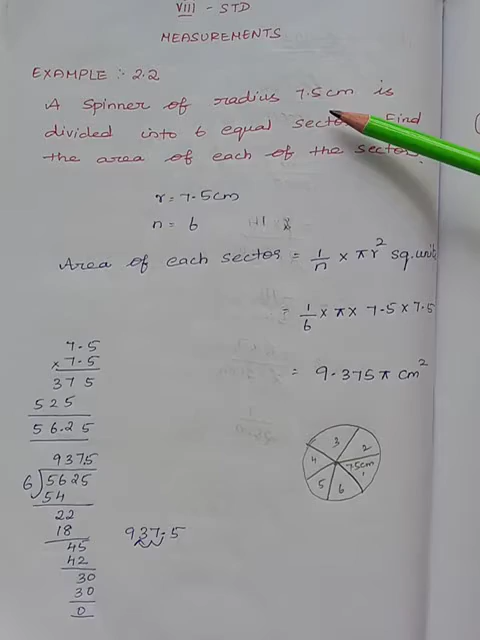 VIII - STD
MEASUREMENTS
EXAMPLE :- 2.2
A Spinner of radius 7.5cm is
divided into 6 equal Find
the area of each of the sector.
r = 7.5cm
n = 6
Area of each sector = 1/n × πr² sq.unit
= 1/6 × π × 7.5 × 7.5
= 9.375π cm²
7.5
× 7.5
375
525
56.25
9375
6)5625
54
22
18
45
42
30
30
0
937.5
3
4
2
7.5cm
1
5
6